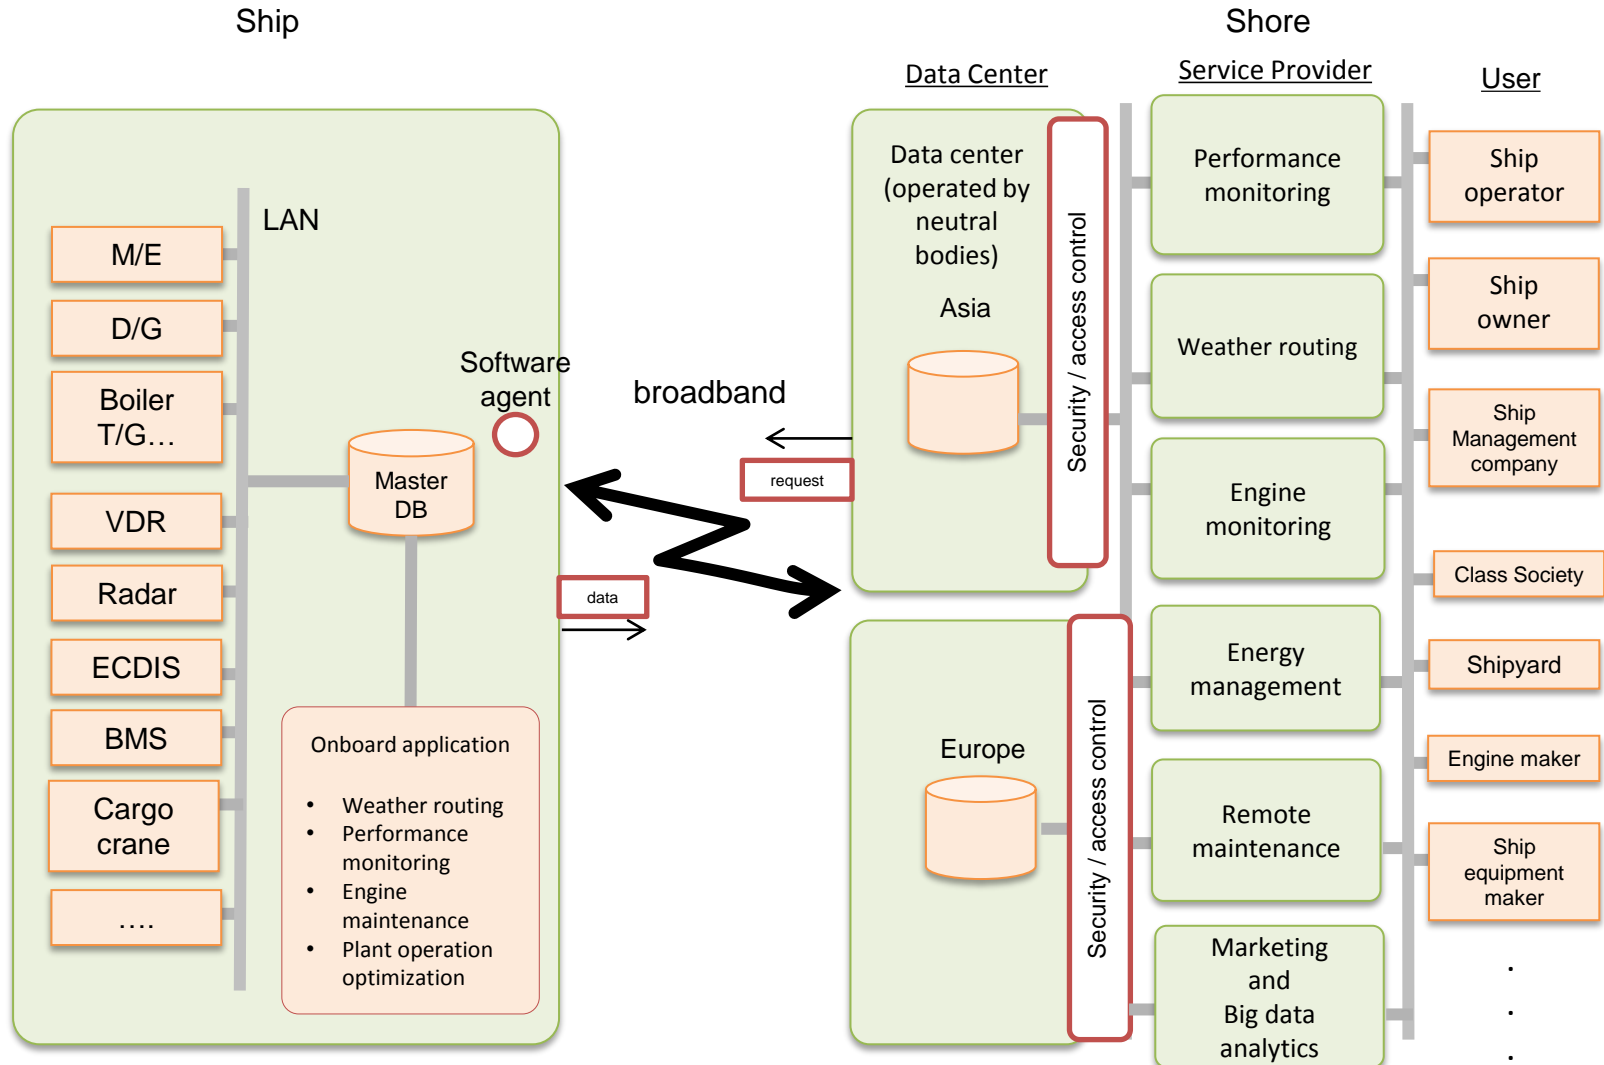 Ship
Shore
Data Center
Service Provider
User
LAN
M/E
D/G
Boiler
T/G…
VDR
Radar
ECDIS
BMS
Cargo
crane
….
Software
agent
Master
DB
Onboard application
• Weather routing
• Performance
monitoring
• Engine
maintenance
• Plant operation
optimization
broadband
request
data
Data center
(operated by
neutral
bodies)
Asia
Security / access control
Europe
Security / access control
Performance
monitoring
Weather routing
Engine
monitoring
Energy
management
Remote
maintenance
Marketing
and
Big data
analytics
Ship
operator
Ship
owner
Ship
Management
company
Class Society
Shipyard
Engine maker
Ship
equipment
maker
.
.
.